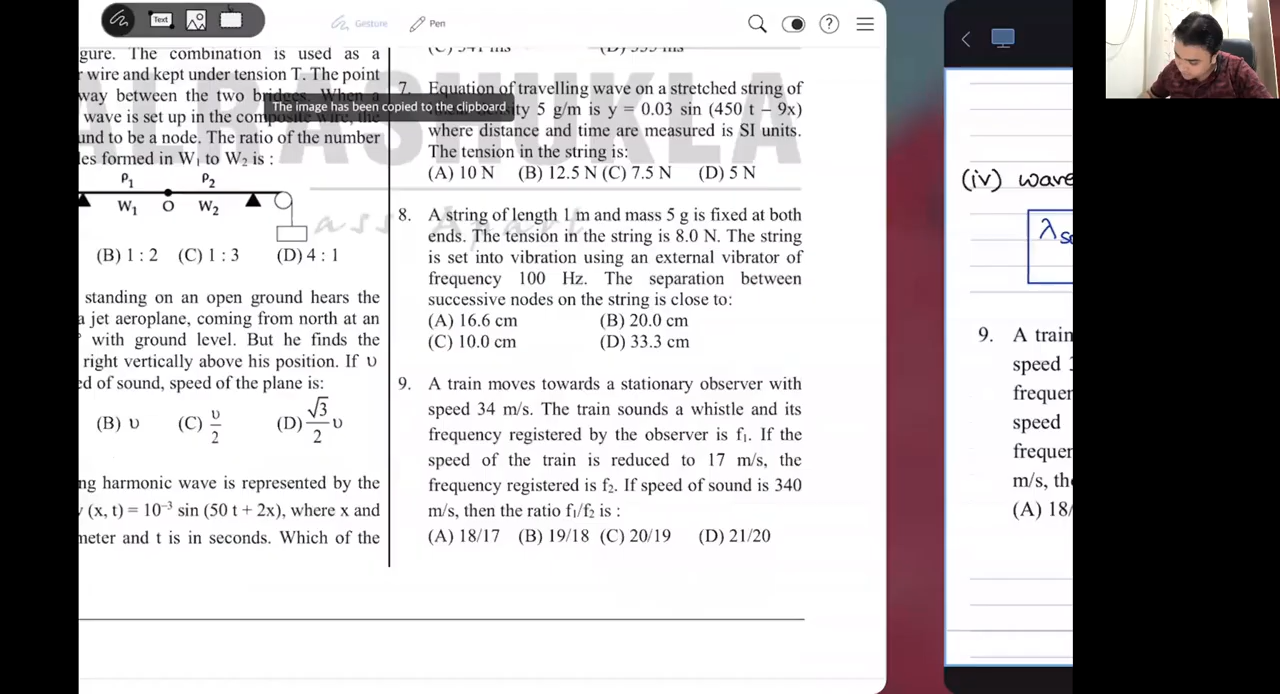 Text
Gesture
Pen
gure. The combination is used as a
wire and kept under tension T. The point
way between the two bridges. When a
wave is set up in the composite wire, the
und to be a node. The ratio of the number
les formed in W₁ to W₂ is :
ρ₁ ρ₂
W₁ O W₂
(B) 1 : 2 (C) 1 : 3 (D) 4 : 1
standing on an open ground hears the
a jet aeroplane, coming from north at an
° with ground level. But he finds the
right vertically above his position. If υ
ed of sound, speed of the plane is:
(B) υ (C) υ/2 (D) √3/2 υ
ng harmonic wave is represented by the
(x, t) = 10⁻³ sin (50 t + 2x), where x and
meter and t is in seconds. Which of the
The image has been copied to the clipboard.
7. Equation of travelling wave on a stretched string of
ity 5 g/m is y = 0.03 sin (450 t – 9x)
where distance and time are measured is SI units.
The tension in the string is:
(A) 10 N (B) 12.5 N (C) 7.5 N (D) 5 N
8. A string of length 1 m and mass 5 g is fixed at both
ends. The tension in the string is 8.0 N. The string
is set into vibration using an external vibrator of
frequency 100 Hz. The separation between
successive nodes on the string is close to:
(A) 16.6 cm (B) 20.0 cm
(C) 10.0 cm (D) 33.3 cm
9. A train moves towards a stationary observer with
speed 34 m/s. The train sounds a whistle and its
frequency registered by the observer is f₁. If the
speed of the train is reduced to 17 m/s, the
frequency registered is f₂. If speed of sound is 340
m/s, then the ratio f₁/f₂ is :
(A) 18/17 (B) 19/18 (C) 20/19 (D) 21/20
SHUKLA
ass Apart
(iv) wave
λ so
9. A train
speed 3
frequen
speed
frequen
m/s, the
(A) 18/